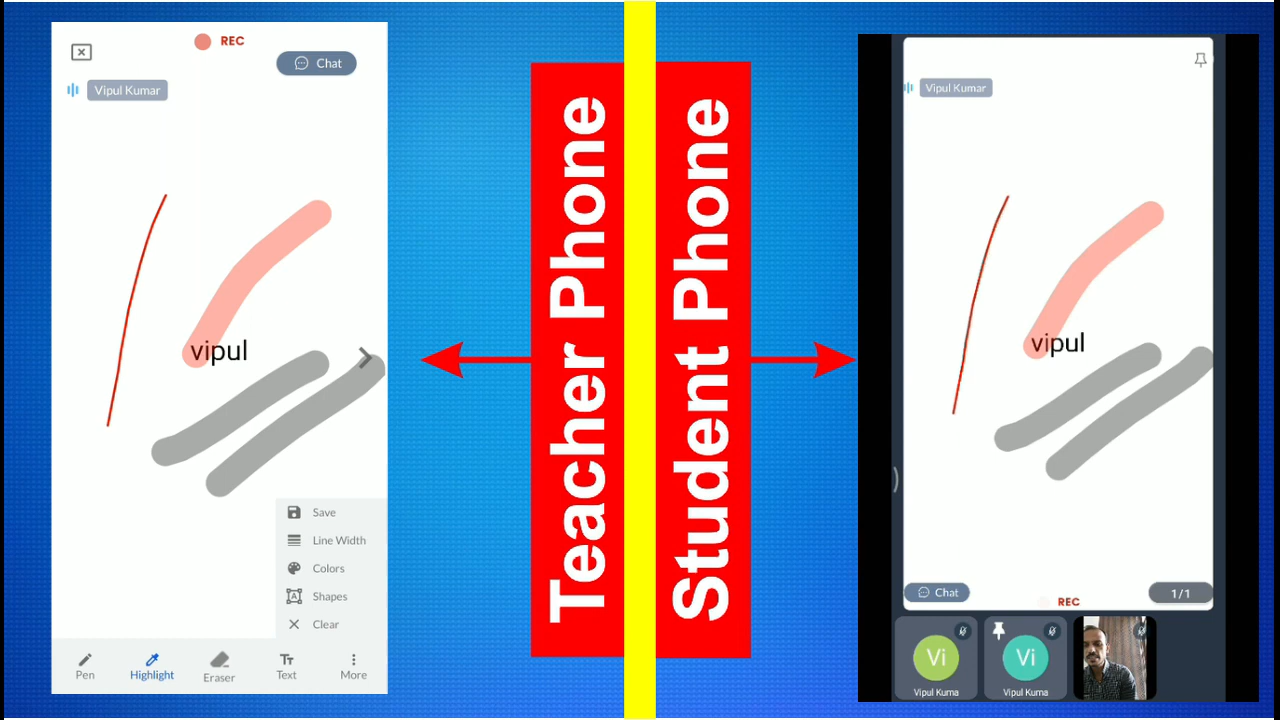 REC
Chat
Vipul Kumar
vipul
Save
Line Width
Colors
Shapes
Clear
Pen
Highlight
Eraser
Text
More
Teacher Phone
Student Phone
Vipul Kumar
vipul
Chat
REC
1/1
Vi
Vi
Vipul Kuma
Vipul Kuma